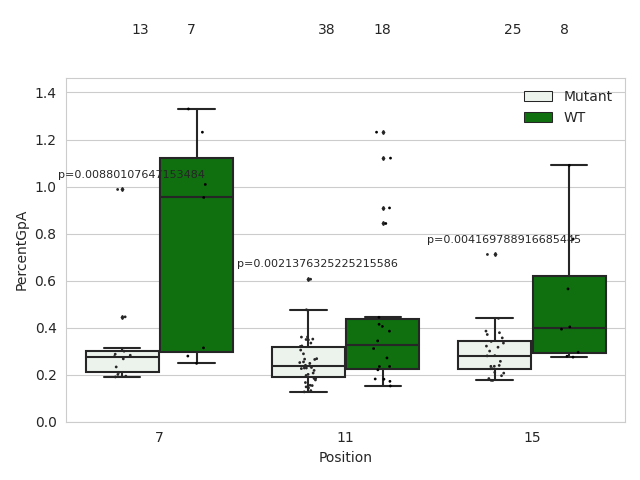 13 7 38 18 25 8
1.4
1.2
1.0
0.8
0.6
0.4
0.2
0.0
PercentGpA
Mutant
WT
p=0.00880107647153484
p=0.0021376325225215586
p=0.004169788916685445
7 11 15
Position